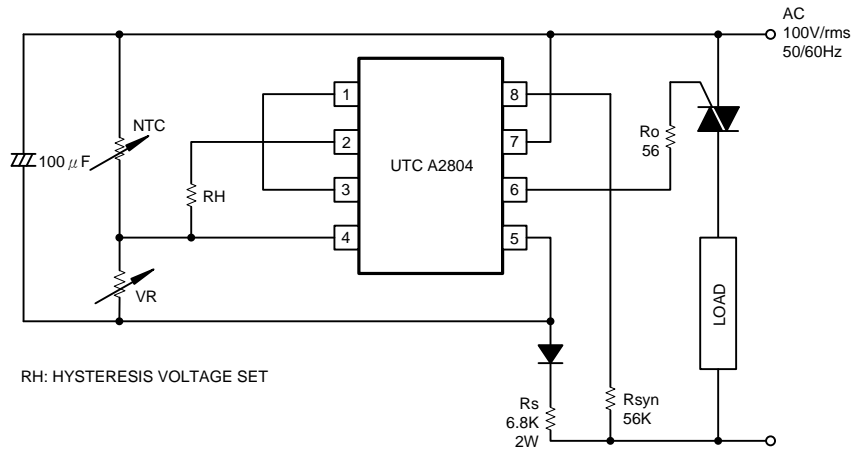 AC
100V/rms
50/60Hz
NTC
100μF
RH
VR
1
2
3
4
UTC A2804
8
7
6
5
Ro
56
LOAD
RH: HYSTERESIS VOLTAGE SET
Rs
6.8K
2W
Rsyn
56K